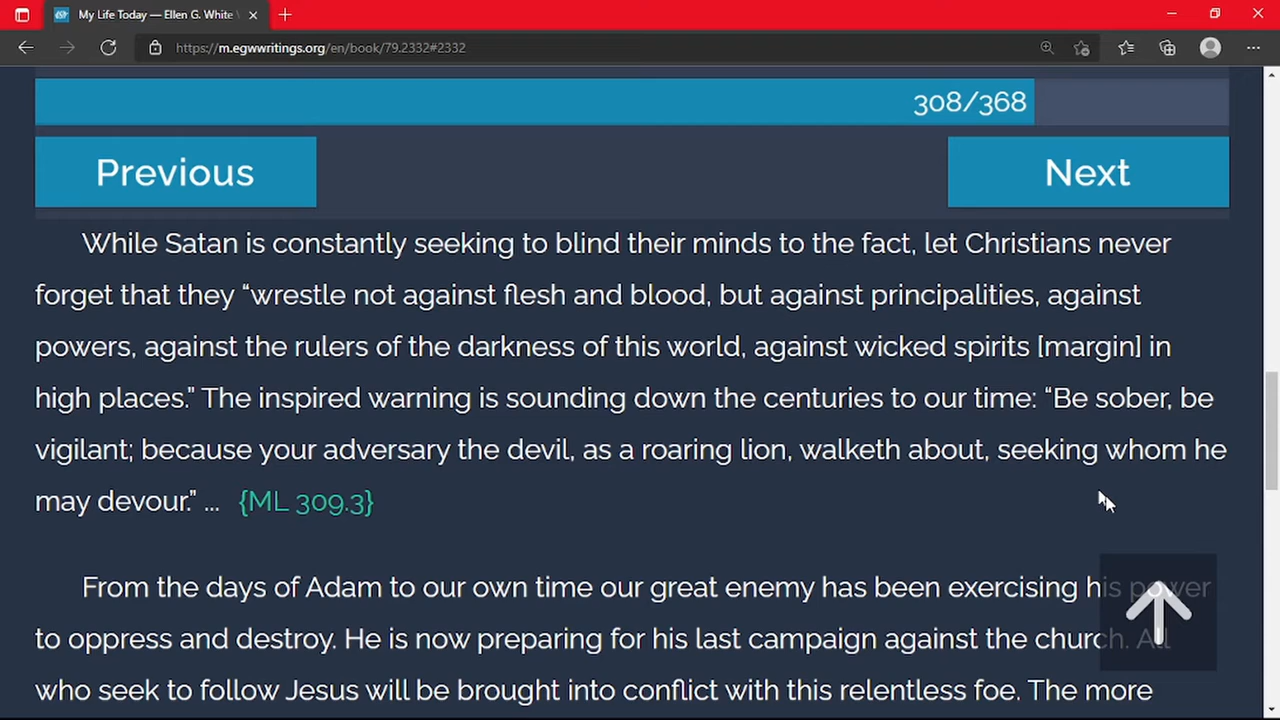 My Life Today — Ellen G. White
https://m.egwwritings.org/en/book/79.2332#2332
308/368
Previous
Next
While Satan is constantly seeking to blind their minds to the fact, let Christians never
forget that they “wrestle not against flesh and blood, but against principalities, against
powers, against the rulers of the darkness of this world, against wicked spirits [margin] in
high places.” The inspired warning is sounding down the centuries to our time: “Be sober, be
vigilant; because your adversary the devil, as a roaring lion, walketh about, seeking whom he
may devour.” ... {ML 309.3}
From the days of Adam to our own time our great enemy has been exercising his power
to oppress and destroy. He is now preparing for his last campaign against the church. All
who seek to follow Jesus will be brought into conflict with this relentless foe. The more